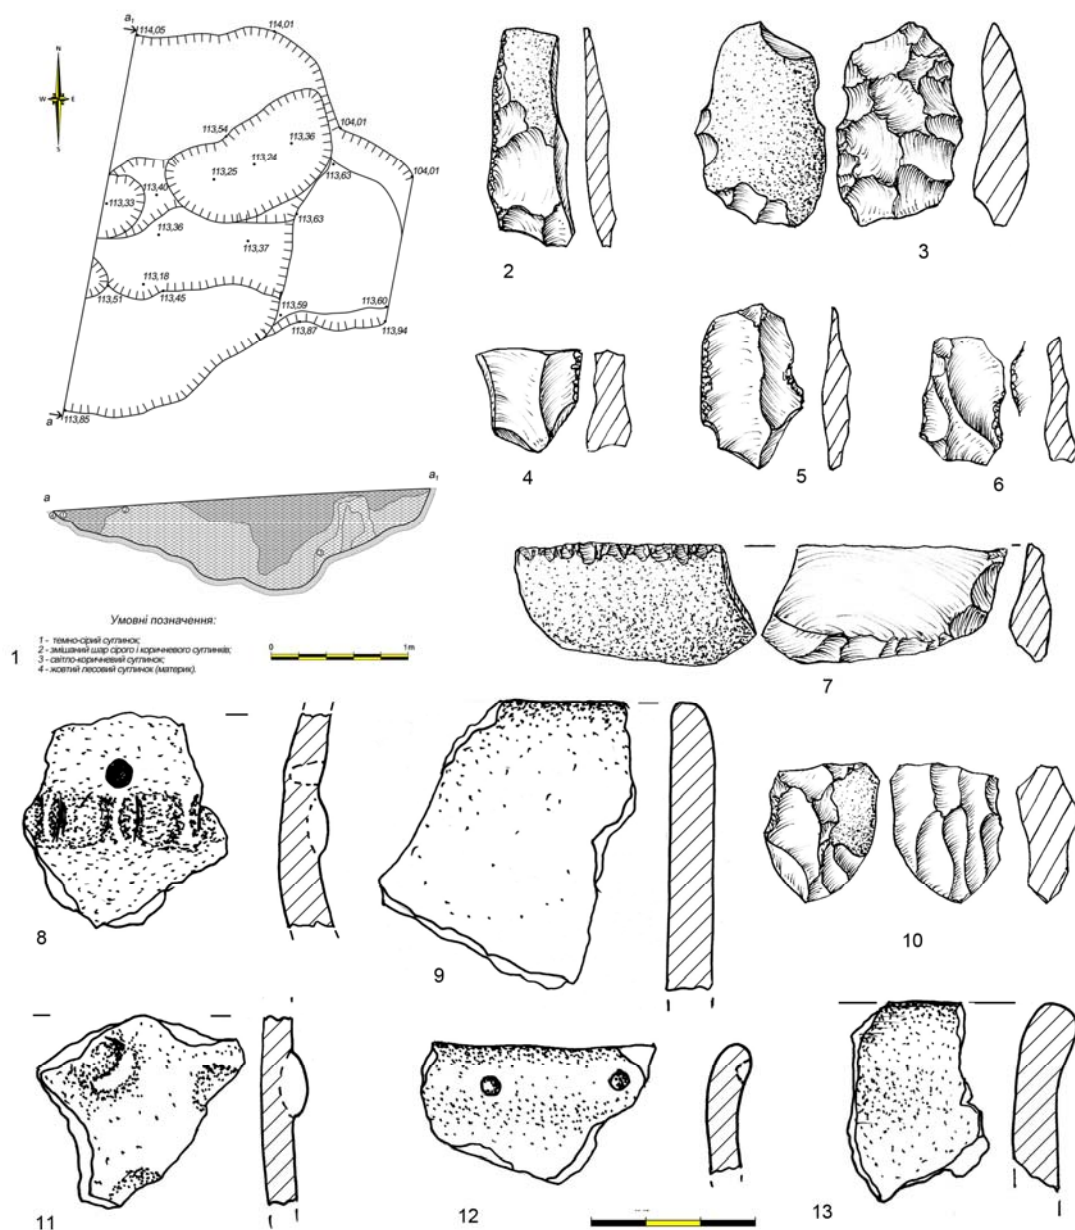 a₁
114,05
114,01
N
W
E
S
113,54
113,36
104,01
113,24
113,25
113,63
104,01
113,40
113,33
113,63
113,36
113,37
113,18
113,51
113,45
113,59
113,60
113,87
113,94
a
113,85
a
a₁
Умовні позначення:
1 - темно-сірий суглинок;
2 - змішаний шар сірого і коричневого суглинків;
3 - світло-коричневий суглинок;
4 - жовтий лесовий суглинок (материк).
0
1m
1
2
3
4
5
6
7
8
9
10
11
12
13